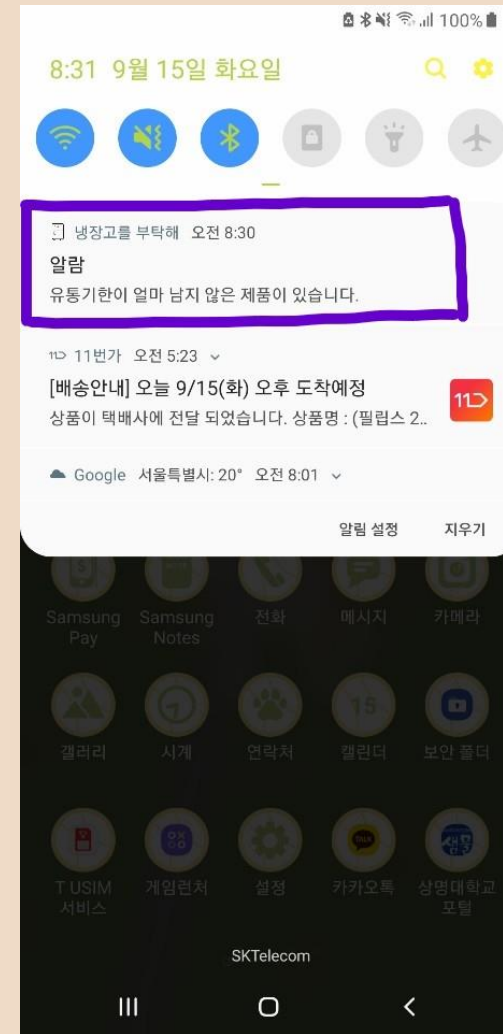 100%
8:31 9월 15일 화요일
냉장고를 부탁해 오전 8:30
알람
유통기한이 얼마 남지 않은 제품이 있습니다.
11번가 오전 5:23
[배송안내] 오늘 9/15(화) 오후 도착예정
상품이 택배사에 전달 되었습니다. 상품명 : (필립스 2..
Google 서울특별시: 20° 오전 8:01
알림 설정 지우기
Samsung Pay
Samsung Notes
전화
메시지
카메라
갤러리
시계
연락처
15
캘린더
보안 폴더
T USIM 서비스
게임런처
설정
TALK
카카오톡
샘물
상명대학교 포털
SKTelecom